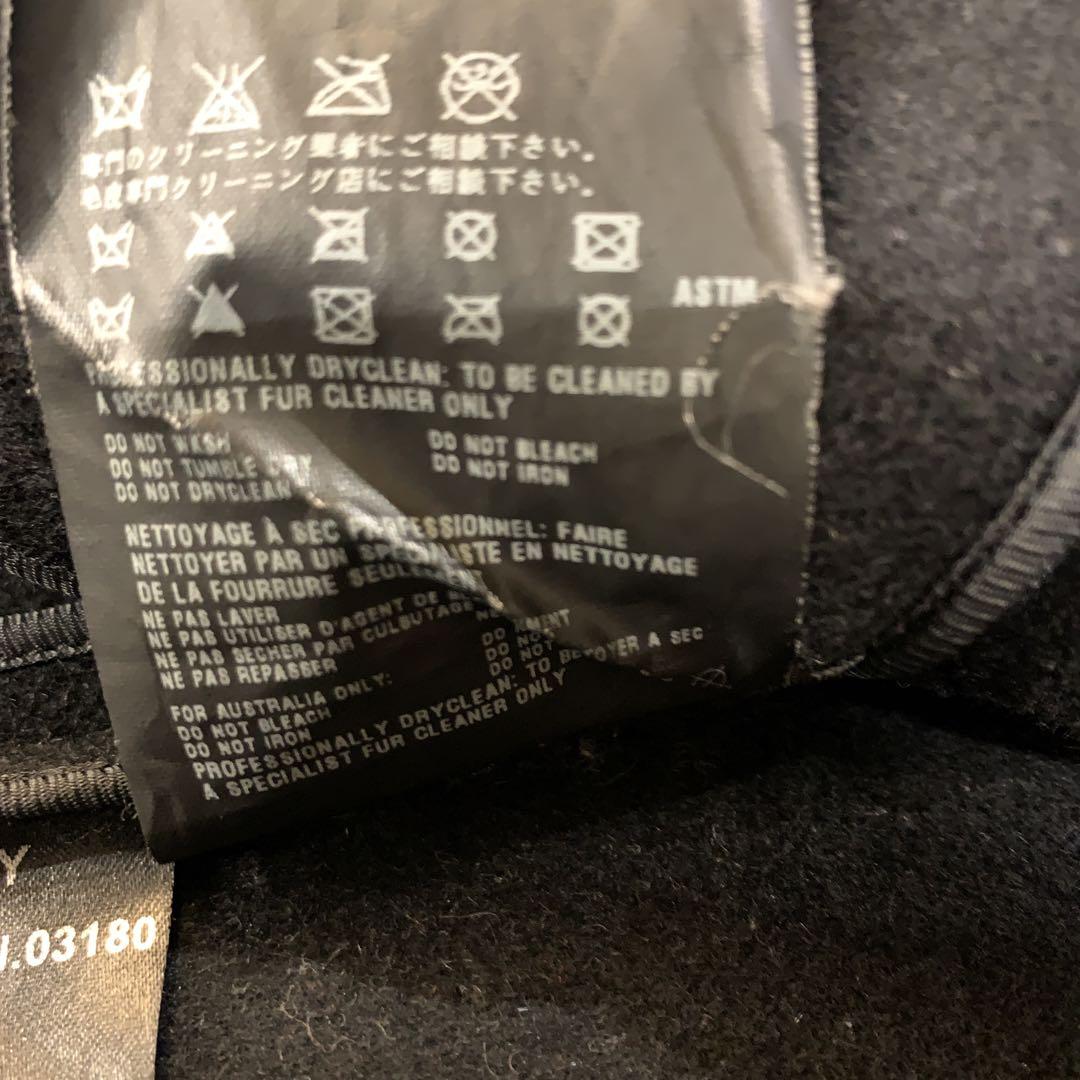 専門のクリーニング業者にご相談下さい。
毛皮専門クリーニング店にご相談下さい。
ASTM
PROFESSIONALLY DRYCLEAN: TO BE CLEANED BY
A SPECIALIST FUR CLEANER ONLY
DO NOT WASH
DO NOT BLEACH
DO NOT TUMBLE DRY
DO NOT IRON
DO NOT DRYCLEAN
NETTOYAGE À SEC PROFESSIONNEL: FAIRE
NETTOYER PAR UN SPÉCIALISTE EN NETTOYAGE
DE LA FOURRURE SEULEMENT
NE PAS LAVER
NE PAS UTILISER D'AGENT DE
NE PAS SECHER PAR CULBUTAGE
NE PAS REPASSER
YER A SEC
FOR AUSTRALIA ONLY:
DO NOT BLEACH
DO NOT
DO NOT IRON
DO NOT
PROFESSIONALLY DRYCLEAN: TO BE
A SPECIALIST FUR CLEANER ONLY
Y
.03180